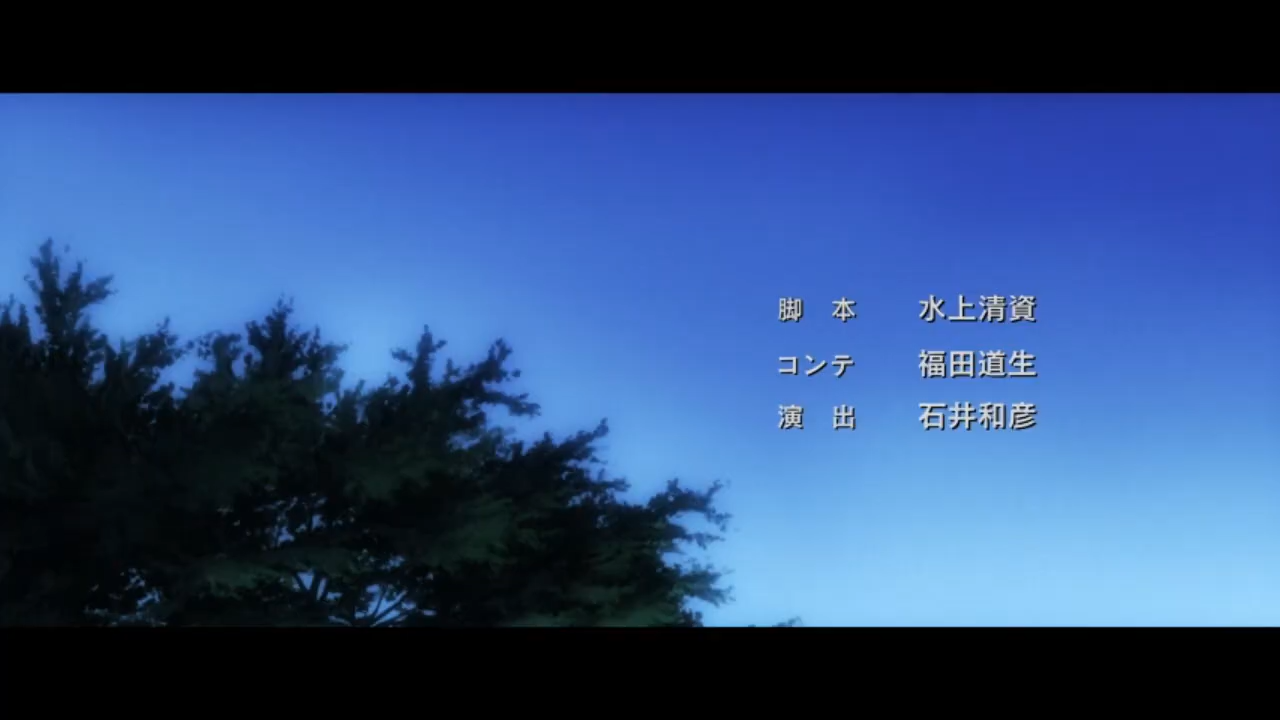 脚　本　　水上清資
コンテ　　福田道生
演　出　　石井和彦